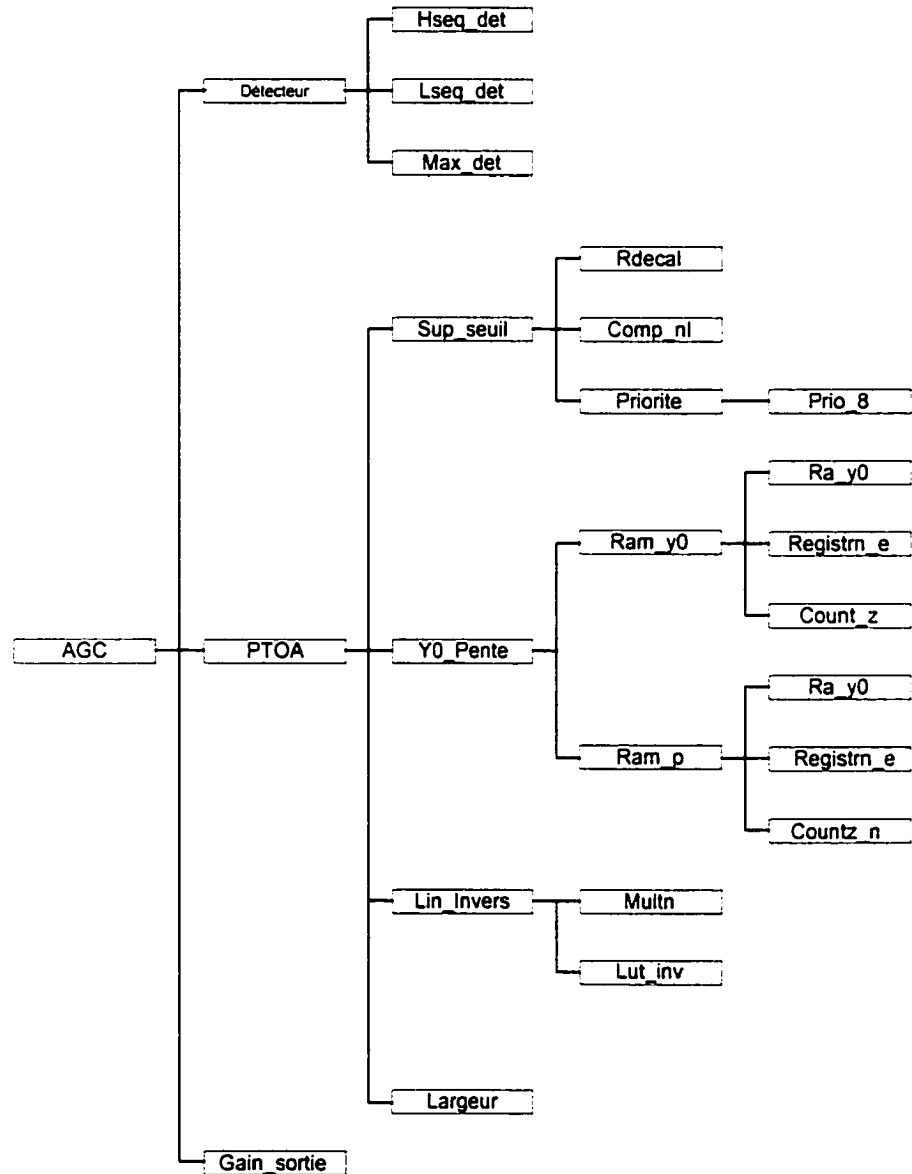 Hseq_det
Détecteur
Lseq_det
Max_det
Rdecal
Sup_seuil
Comp_nl
Priorite
Prio_8
Ra_y0
Ram_y0
Registrn_e
Count_z
AGC
PTOA
Y0_Pente
Ra_y0
Ram_p
Registrn_e
Countz_n
Lin_Invers
Multn
Lut_inv
Largeur
Gain_sortie